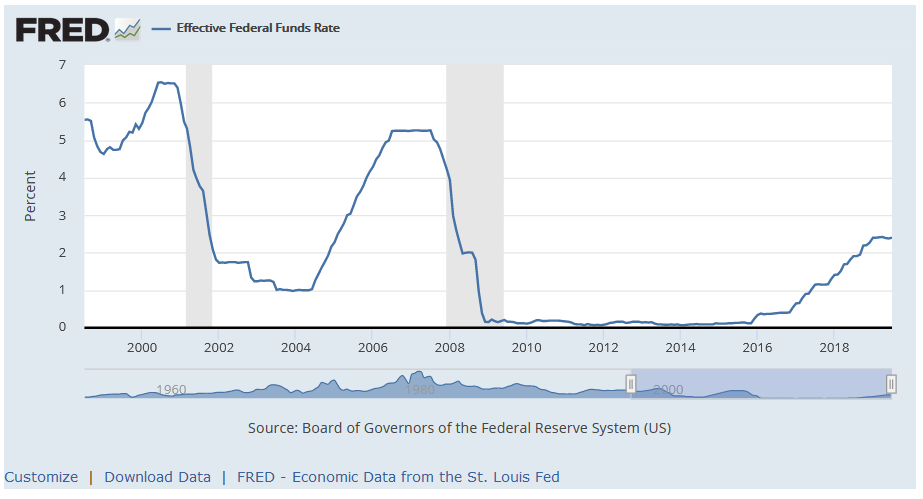 FRED
Effective Federal Funds Rate
7
6
5
4
3
2
1
0
Percent
2000 2002 2004 2006 2008 2010 2012 2014 2016 2018
1960 1980 2000
Source: Board of Governors of the Federal Reserve System (US)
Customize | Download Data | FRED - Economic Data from the St. Louis Fed